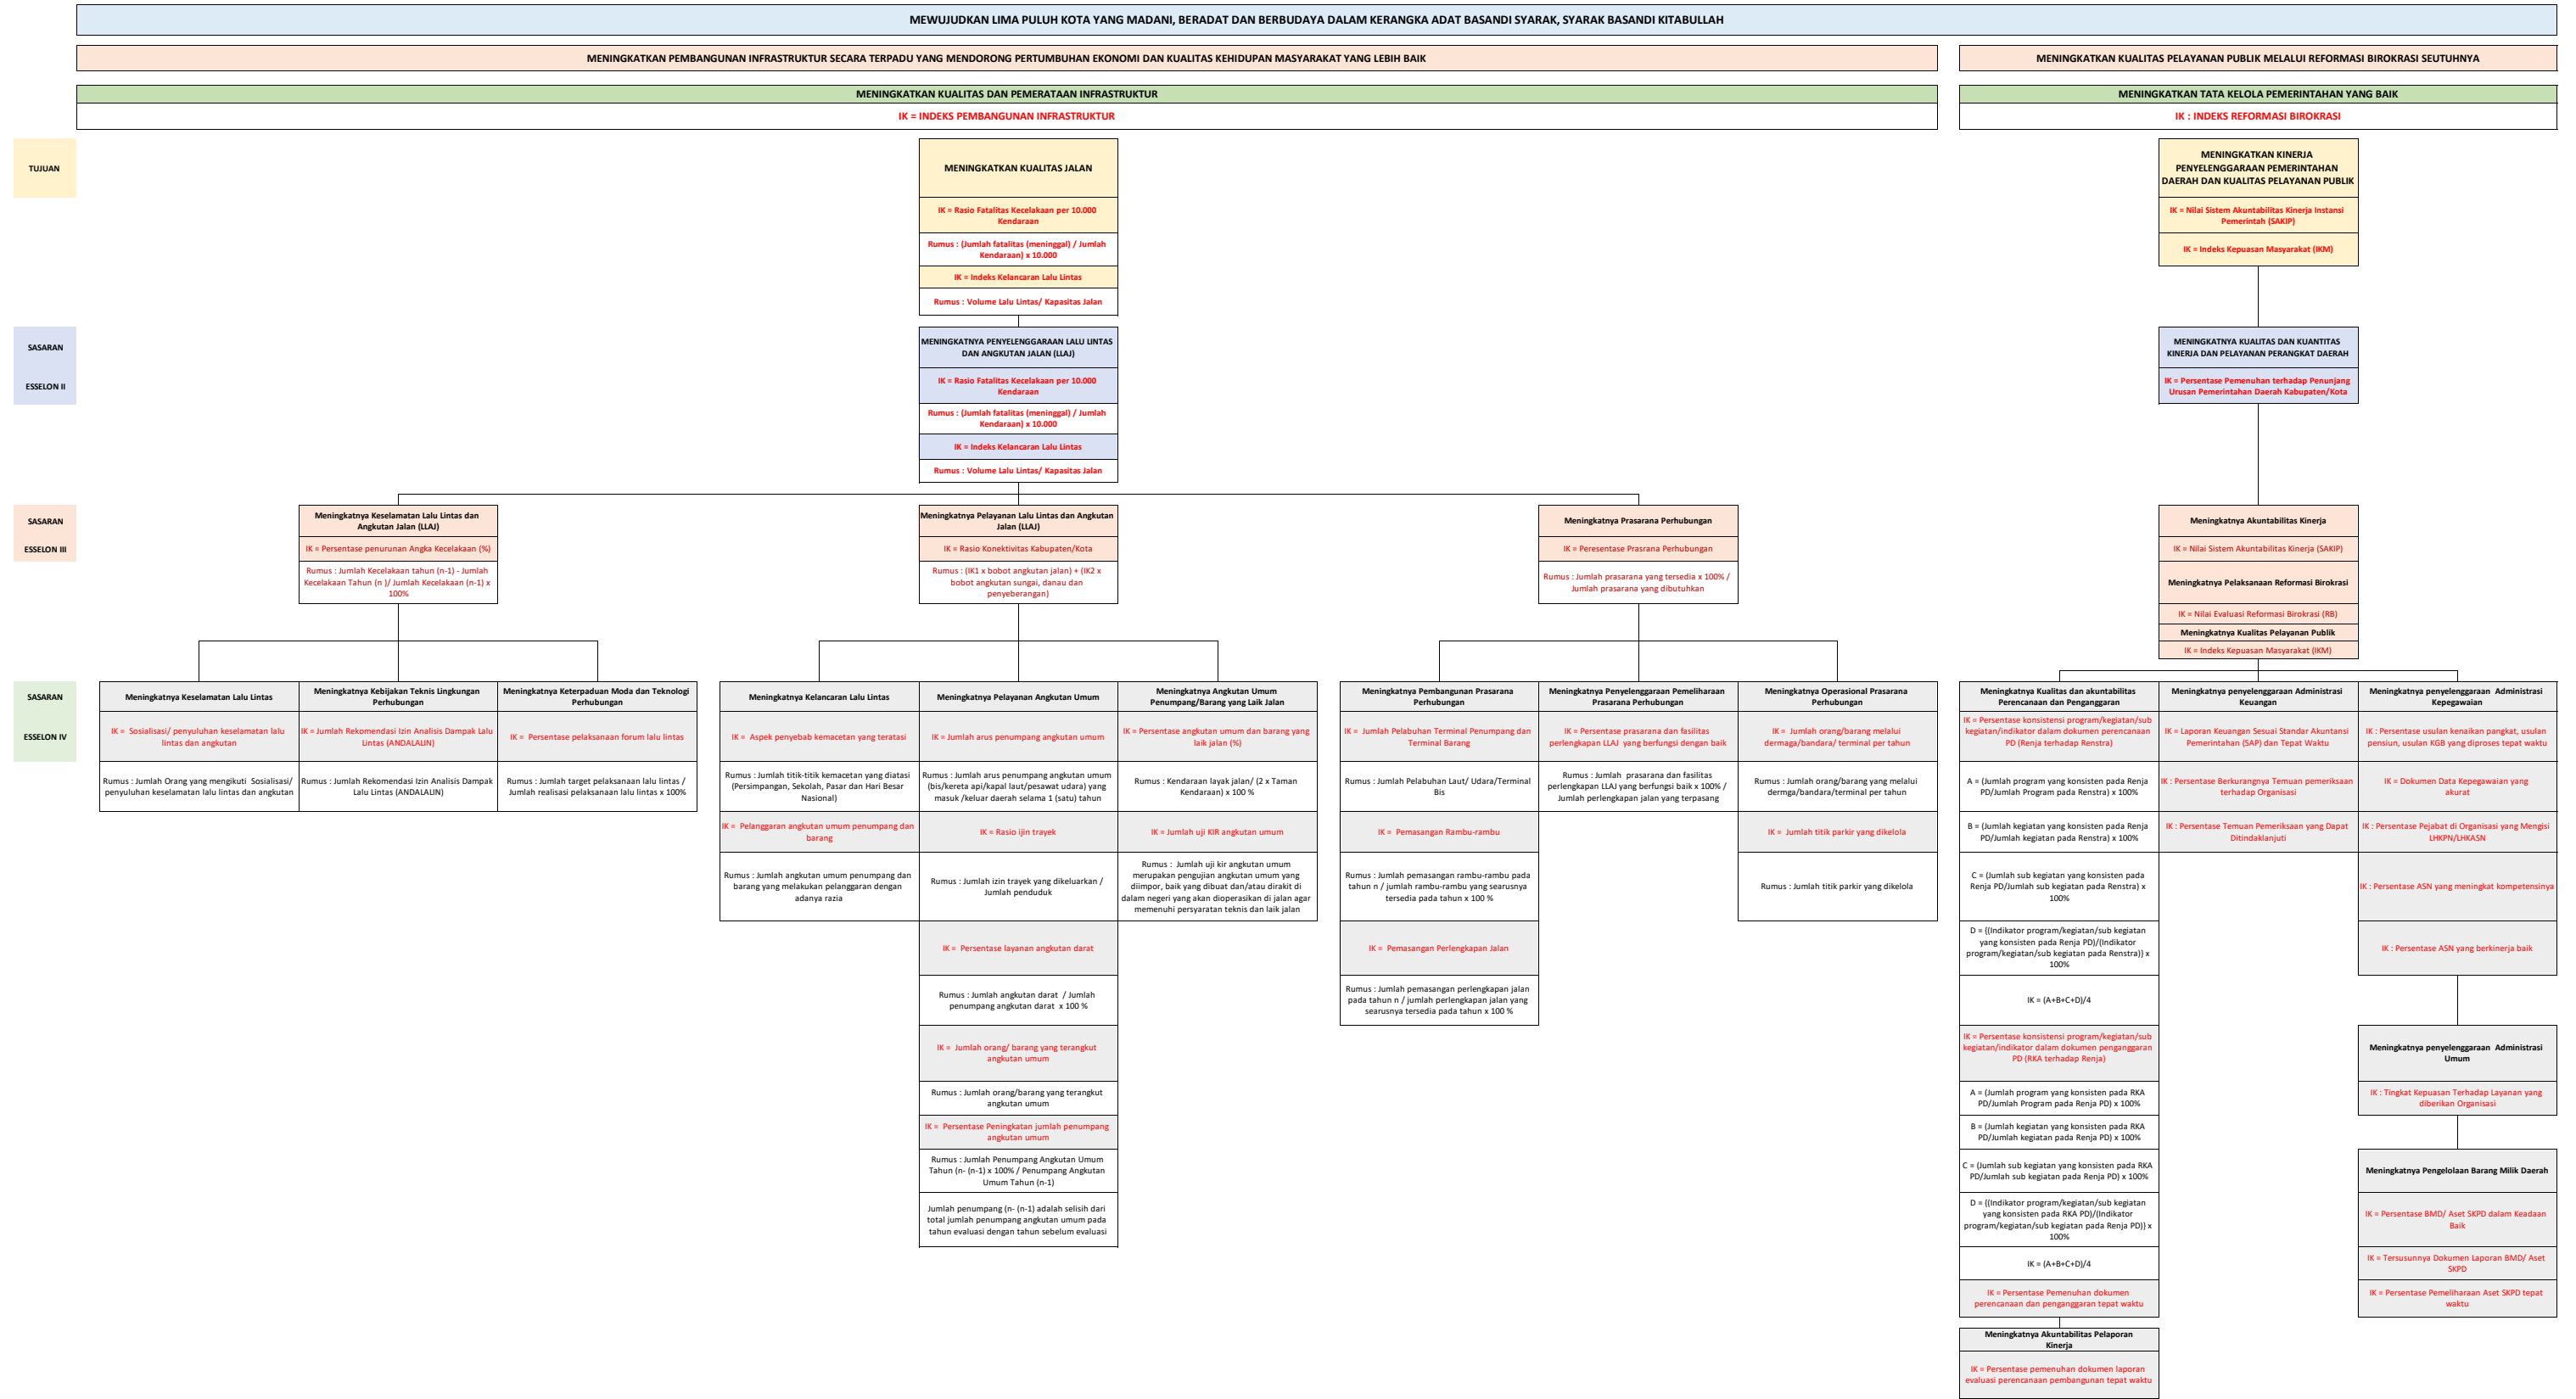 MEWUJUDKAN LIMA PULUH KOTA YANG MADANI, BERADAT DAN BERBUDAYA DALAM KERANGKA ADAT BASANDI SYARAK, SYARAK BASANDI KITABULLAH
MENINGKATKAN PEMBANGUNAN INFRASTRUKTUR SECARA TERPADU YANG MENDORONG PERTUMBUHAN EKONOMI DAN KUALITAS KEHIDUPAN MASYARAKAT YANG LEBIH BAIK
MENINGKATKAN KUALITAS PELAYANAN PUBLIK MELALUI REFORMASI BIROKRASI SEUTUHNYA
MENINGKATKAN KUALITAS DAN PEMERATAAN INFRASTRUKTUR
IK = INDEKS PEMBANGUNAN INFRASTRUKTUR
MENINGKATKAN TATA KELOLA PEMERINTAHAN YANG BAIK
IK : INDEKS REFORMASI BIROKRASI
TUJUAN
MENINGKATKAN KUALITAS JALAN
IK = Rasio Fatalitas Kecelakaan per 10.000
Kendaraan
Rumus : (Jumlah fatalitas (meninggal) / Jumlah
Kendaraan) x 10.000
IK = Indeks Kelancaran Lalu Lintas
Rumus : Volume Lalu Lintas/ Kapasitas Jalan
MENINGKATKAN KINERJA
PENYELENGGARAAN PEMERINTAHAN
DAERAH DAN KUALITAS PELAYANAN PUBLIK
IK = Nilai Sistem Akuntabilitas Kinerja Instansi
Pemerintah (SAKIP)
IK = Indeks Kepuasan Masyarakat (IKM)
SASARAN
ESSELON II
MENINGKATNYA PENYELENGGARAAN LALU LINTAS
DAN ANGKUTAN JALAN (LLAJ)
IK = Rasio Fatalitas Kecelakaan per 10.000
Kendaraan
Rumus : (Jumlah fatalitas (meninggal) / Jumlah
Kendaraan) x 10.000
IK = Indeks Kelancaran Lalu Lintas
Rumus : Volume Lalu Lintas/ Kapasitas Jalan
MENINGKATNYA KUALITAS DAN KUANTITAS
KINERJA DAN PELAYANAN PERANGKAT DAERAH
IK = Persentase Pemenuhan terhadap Penunjang
Urusan Pemerintahan Daerah Kabupaten/Kota
SASARAN
ESSELON III
Meningkatnya Keselamatan Lalu Lintas dan
Angkutan Jalan (LLAJ)
IK = Persentase penurunan Angka Kecelakaan (%)
Rumus : Jumlah Kecelakaan tahun (n-1) - Jumlah
Kecelakaan Tahun (n )/ Jumlah Kecelakaan (n-1) x
100%
Meningkatnya Pelayanan Lalu Lintas dan Angkutan
Jalan (LLAJ)
IK = Rasio Konektivitas Kabupaten/Kota
Rumus : (IK1 x bobot angkutan jalan) + (IK2 x
bobot angkutan sungai, danau dan
penyeberangan)
Meningkatnya Prasarana Perhubungan
IK = Peresentase Prasrana Perhubungan
Rumus : Jumlah prasarana yang tersedia x 100% /
Jumlah prasarana yang dibutuhkan
Meningkatnya Akuntabilitas Kinerja
IK = Nilai Sistem Akuntabilitas Kinerja (SAKIP)
Meningkatnya Pelaksanaan Reformasi Birokrasi
IK = Nilai Evaluasi Reformasi Birokrasi (RB)
Meningkatnya Kualitas Pelayanan Publik
IK = Indeks Kepuasan Masyarakat (IKM)
SASARAN
ESSELON IV
Meningkatnya Keselamatan Lalu Lintas
IK = Sosialisasi/ penyuluhan keselamatan lalu
lintas dan angkutan
Rumus : Jumlah Orang yang mengikuti Sosialisasi/
penyuluhan keselamatan lalu lintas dan angkutan
Meningkatnya Kebijakan Teknis Lingkungan
Perhubungan
IK = Jumlah Rekomendasi Izin Analisis Dampak Lalu
Lintas (ANDALALIN)
Rumus : Jumlah Rekomendasi Izin Analisis Dampak
Lalu Lintas (ANDALALIN)
Meningkatnya Keterpaduan Moda dan Teknologi
Perhubungan
IK = Persentase pelaksanaan forum lalu lintas
Rumus : Jumlah target pelaksanaan lalu lintas /
Jumlah realisasi pelaksanaan lalu lintas x 100%
Meningkatnya Kelancaran Lalu Lintas
IK = Aspek penyebab kemacetan yang teratasi
Rumus : Jumlah titik-titik kemacetan yang diatasi
(Persimpangan, Sekolah, Pasar dan Hari Besar
Nasional)
IK = Pelanggaran angkutan umum penumpang dan
barang
Rumus : Jumlah angkutan umum penumpang dan
barang yang melakukan pelanggaran dengan
adanya razia
Meningkatnya Pelayanan Angkutan Umum
IK = Jumlah arus penumpang angkutan umum
Rumus : Jumlah arus penumpang angkutan umum
(bis/kereta api/kapal laut/pesawat udara) yang
masuk /keluar daerah selama 1 (satu) tahun
IK = Rasio ijin trayek
Rumus : Jumlah izin trayek yang dikeluarkan /
Jumlah penduduk
IK = Persentase layanan angkutan darat
Rumus : Jumlah angkutan darat / Jumlah
penumpang angkutan darat x 100 %
IK = Jumlah orang/ barang yang terangkut
angkutan umum
Rumus : Jumlah orang/barang yang terangkut
angkutan umum
IK = Persentase Peningkatan jumlah penumpang
angkutan umum
Rumus : Jumlah Penumpang Angkutan Umum
Tahun (n- (n-1) x 100% / Penumpang Angkutan
Umum Tahun (n-1)
Jumlah penumpang (n- (n-1) adalah selisih dari
total jumlah penumpang angkutan umum pada
tahun evaluasi dengan tahun sebelum evaluasi
Meningkatnya Angkutan Umum
Penumpang/Barang yang Laik Jalan
IK = Persentase angkutan umum dan barang yang
laik jalan (%)
Rumus : Kendaraan layak jalan/ (2 x Taman
Kendaraan) x 100 %
IK = Jumlah uji KIR angkutan umum
Rumus : Jumlah uji kir angkutan umum
merupakan pengujian angkutan umum yang
diimpor, baik yang dibuat dan/atau dirakit di
dalam negeri yang akan dioperasikan di jalan agar
memenuhi persyaratan teknis dan laik jalan
Meningkatnya Pembangunan Prasarana
Perhubungan
IK = Jumlah Pelabuhan Terminal Penumpang dan
Terminal Barang
Rumus : Jumlah Pelabuhan Laut/ Udara/Terminal
Bis
IK = Pemasangan Rambu-rambu
Rumus : Jumlah pemasangan rambu-rambu pada
tahun n / jumlah rambu-rambu yang searusnya
tersedia pada tahun x 100 %
IK = Pemasangan Perlengkapan Jalan
Rumus : Jumlah pemasangan perlengkapan jalan
pada tahun n / jumlah perlengkapan jalan yang
searusnya tersedia pada tahun x 100 %
Meningkatnya Penyelenggaraan Pemeliharaan
Prasarana Perhubungan
IK = Persentase prasarana dan fasilitas
perlengkapan LLAJ yang berfungsi dengan baik
Rumus : Jumlah prasarana dan fasilitas
perlengkapan LLAJ yang berfungsi baik x 100% /
Jumlah perlengkapan jalan yang terpasang
Meningkatnya Operasional Prasarana
Perhubungan
IK = Jumlah orang/barang melalui
dermaga/bandara/ terminal per tahun
Rumus : Jumlah orang/barang yang melalui
dermga/bandara/terminal per tahun
IK = Jumlah titik parkir yang dikelola
Rumus : Jumlah titik parkir yang dikelola
Meningkatnya Kualitas dan akuntabilitas
Perencanaan dan Penganggaran
IK = Persentase konsistensi program/kegiatan/sub
kegiatan/indikator dalam dokumen perencanaan
PD (Renja terhadap Renstra)
A = (Jumlah program yang konsisten pada Renja
PD/Jumlah Program pada Renstra) x 100%
B = (Jumlah kegiatan yang konsisten pada Renja
PD/Jumlah kegiatan pada Renstra) x 100%
C = (Jumlah sub kegiatan yang konsisten pada
Renja PD/Jumlah sub kegiatan pada Renstra) x
100%
D = {(Indikator program/kegiatan/sub kegiatan
yang konsisten pada Renja PD)/(Indikator
program/kegiatan/sub kegiatan pada Renstra)} x
100%
IK = (A+B+C+D)/4
IK = Persentase konsistensi program/kegiatan/sub
kegiatan/indikator dalam dokumen penganggaran
PD (RKA terhadap Renja)
A = (Jumlah program yang konsisten pada RKA
PD/Jumlah Program pada Renja PD) x 100%
B = (Jumlah kegiatan yang konsisten pada RKA
PD/Jumlah kegiatan pada Renja PD) x 100%
C = (Jumlah sub kegiatan yang konsisten pada RKA
PD/Jumlah sub kegiatan pada Renja PD) x 100%
D = {(Indikator program/kegiatan/sub kegiatan
yang konsisten pada RKA PD)/(Indikator
program/kegiatan/sub kegiatan pada Renja PD)} x
100%
IK = (A+B+C+D)/4
IK = Persentase Pemenuhan dokumen
perencanaan dan penganggaran tepat waktu
Meningkatnya Akuntabilitas Pelaporan
Kinerja
IK = Persentase pemenuhan dokumen laporan
evaluasi perencanaan pembangunan tepat waktu
Meningkatnya penyelenggaraan Administrasi
Keuangan
IK = Laporan Keuangan Sesuai Standar Akuntansi
Pemerintahan (SAP) dan Tepat Waktu
IK : Persentase Berkurangnya Temuan pemeriksaan
terhadap Organisasi
IK : Persentase Temuan Pemeriksaan yang Dapat
Ditindaklanjuti
Meningkatnya penyelenggaraan Administrasi
Kepegawaian
IK : Persentase usulan kenaikan pangkat, usulan
pensiun, usulan KGB yang diproses tepat waktu
IK = Dokumen Data Kepegawaian yang
akurat
IK : Persentase Pejabat di Organisasi yang Mengisi
LHKPN/LHKASN
IK : Persentase ASN yang meningkat kompetensinya
IK : Persentase ASN yang berkinerja baik
Meningkatnya penyelenggaraan Administrasi
Umum
IK : Tingkat Kepuasan Terhadap Layanan yang
diberikan Organisasi
Meningkatnya Pengelolaan Barang Milik Daerah
IK = Persentase BMD/ Aset SKPD dalam Keadaan
Baik
IK = Tersusunnya Dokumen Laporan BMD/ Aset
SKPD
IK = Persentase Pemeliharaan Aset SKPD tepat
waktu